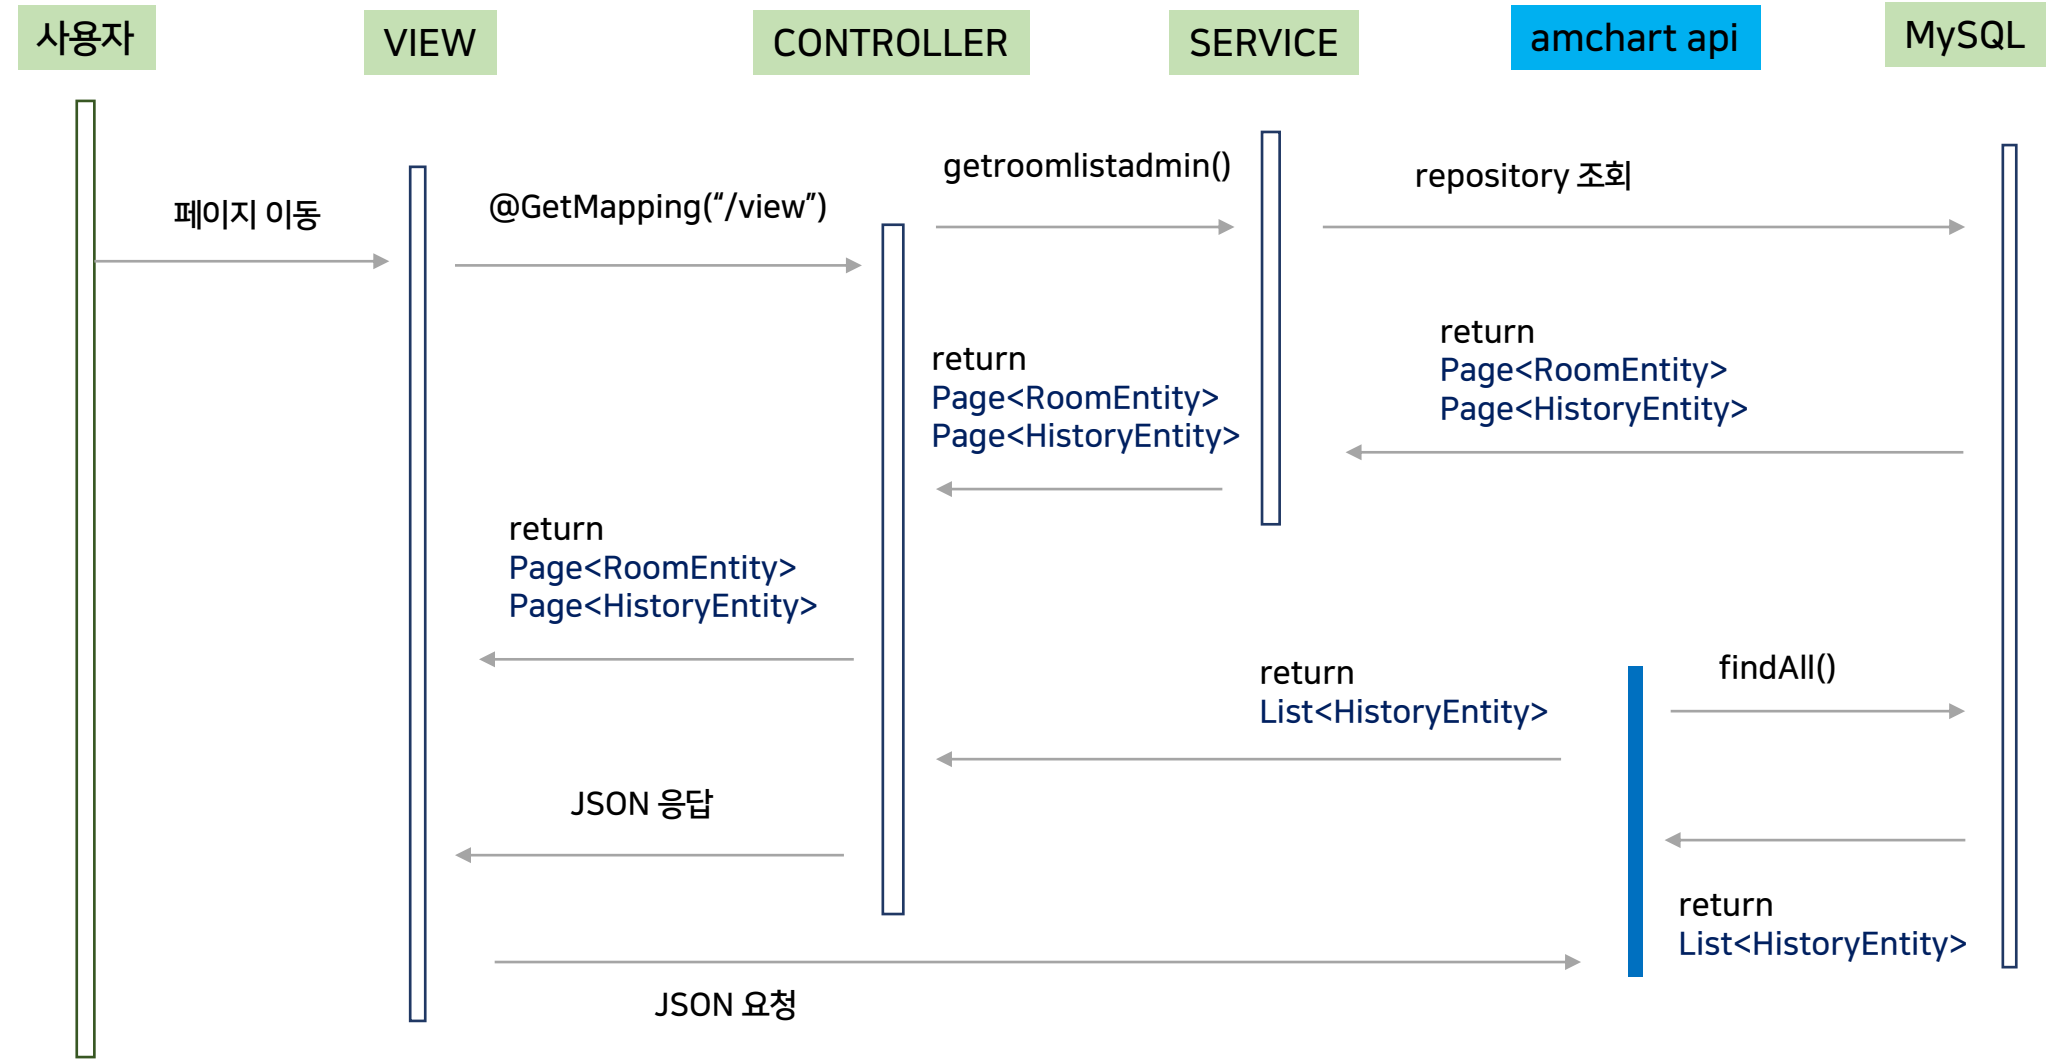 사용자
VIEW
CONTROLLER
SERVICE
amchart api
MySQL
페이지 이동
@GetMapping(“/view”)
getroomlistadmin()
repository 조회
return
Page<RoomEntity>
Page<HistoryEntity>
return
Page<RoomEntity>
Page<HistoryEntity>
return
Page<RoomEntity>
Page<HistoryEntity>
return
List<HistoryEntity>
findAll()
JSON 응답
return
List<HistoryEntity>
JSON 요청